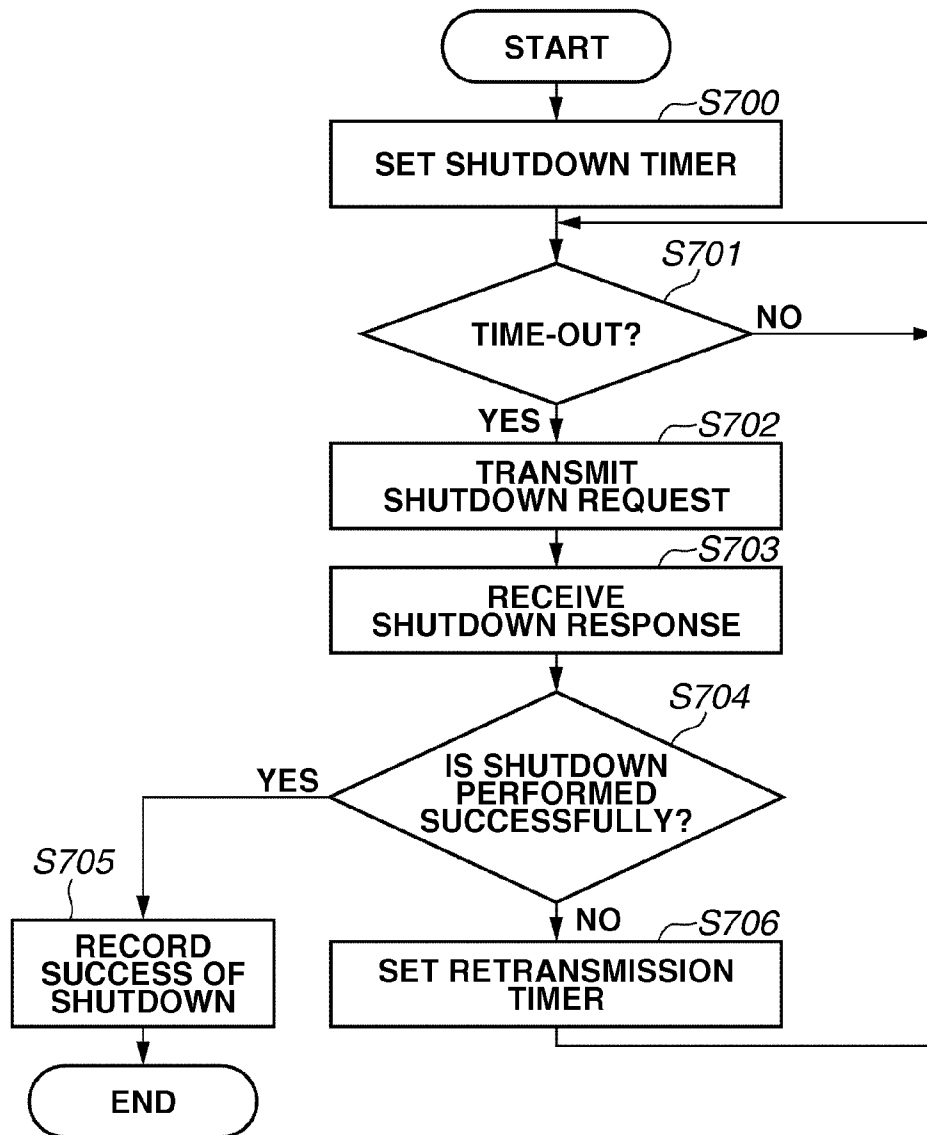 START
S700
SET SHUTDOWN TIMER
S701
TIME-OUT?
NO
YES
S702
TRANSMIT
SHUTDOWN REQUEST
S703
RECEIVE
SHUTDOWN RESPONSE
S704
IS SHUTDOWN
PERFORMED
SUCCESSFULLY?
YES
S705
RECORD
SUCCESS OF
SHUTDOWN
END
NO
S706
SET RETRANSMISSION
TIMER